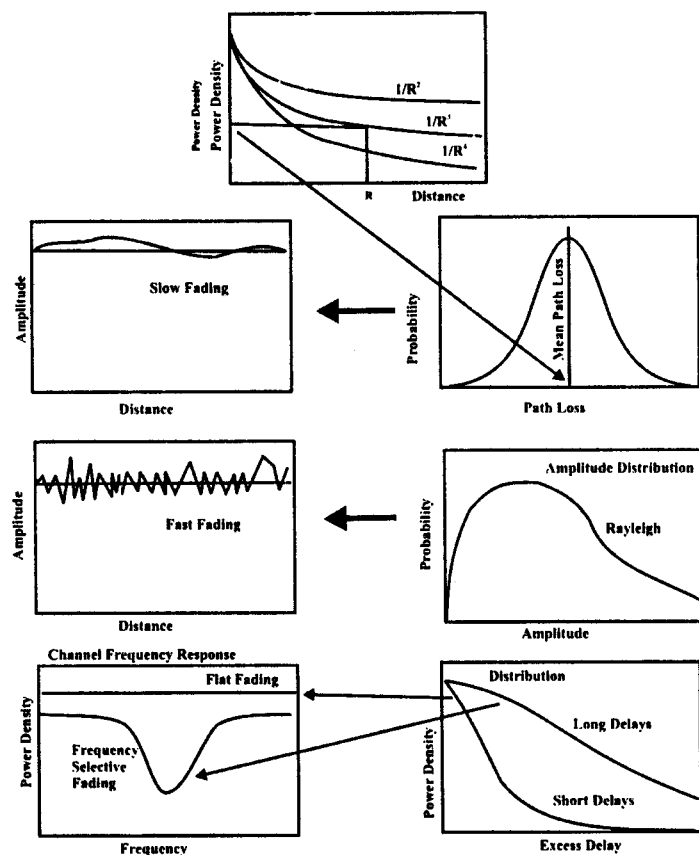 Power Density
Power Density
1/R²
1/R³
1/R⁴
R
Distance
Amplitude
Slow Fading
Distance
Probability
Mean Path Loss
Path Loss
Amplitude
Fast Fading
Distance
Probability
Amplitude Distribution
Rayleigh
Amplitude
Channel Frequency Response
Power Density
Flat Fading
Frequency
Selective
Fading
Frequency
Power Density
Distribution
Long Delays
Short Delays
Excess Delay